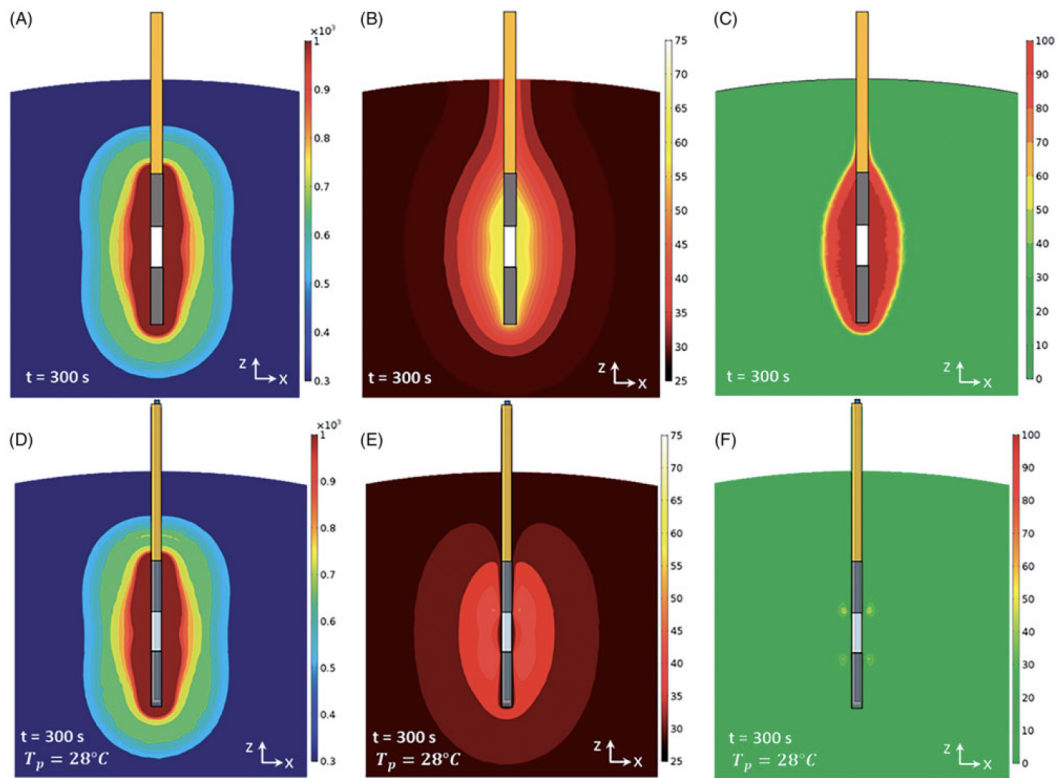 (A)
×10³
1
0.9
0.8
0.7
0.6
0.5
0.4
0.3
t = 300 s
z
x
(B)
75
70
65
60
55
50
45
40
35
30
25
t = 300 s
z
x
(C)
100
90
80
70
60
50
40
30
20
10
0
t = 300 s
z
x
(D)
×10³
1
0.9
0.8
0.7
0.6
0.5
0.4
0.3
t = 300 s
T_p = 28°C
z
x
(E)
75
70
65
60
55
50
45
40
35
30
25
t = 300 s
T_p = 28°C
z
x
(F)
100
90
80
70
60
50
40
30
20
10
0
t = 300 s
T_p = 28°C
z
x